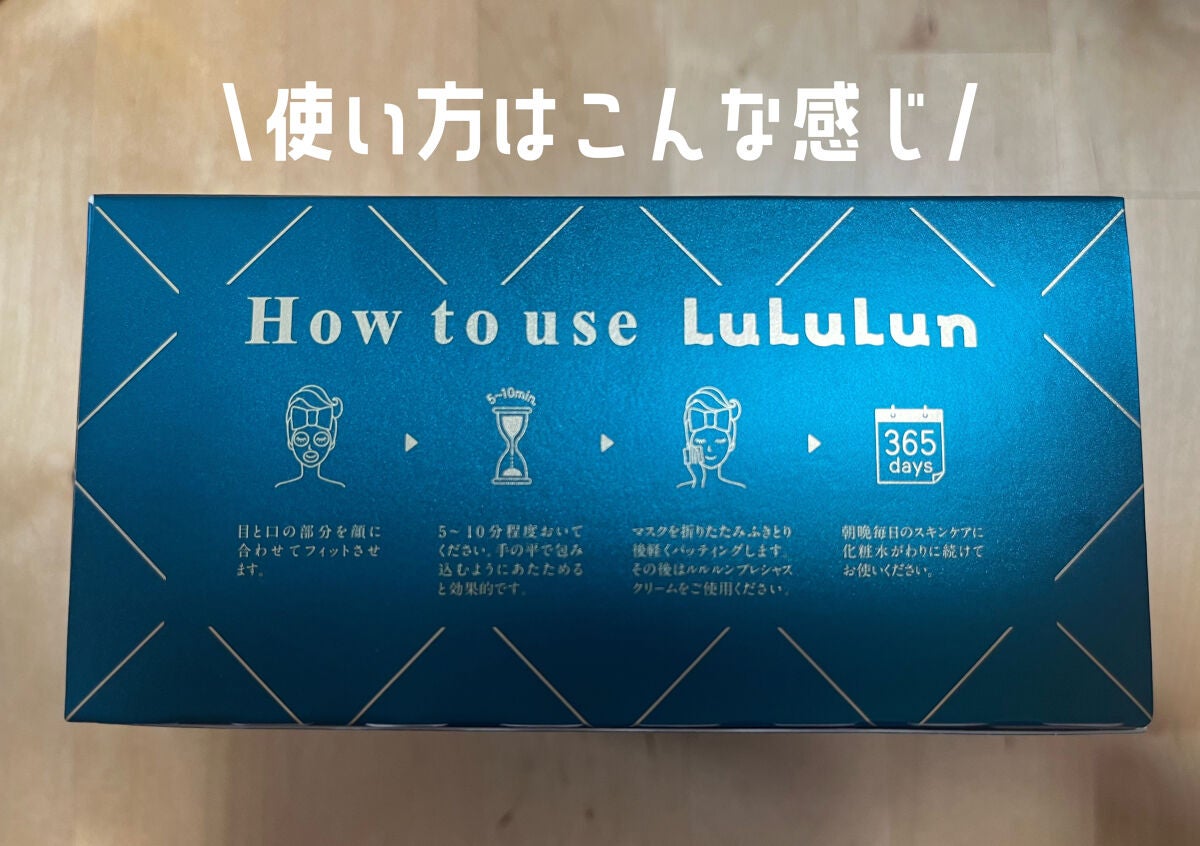 \使い方はこんな感じ/
How to use LuLuLun
5~10min.
365
days
目と口の部分を顔に
合わせてフィットさせ
ます。
5〜10分程度おいて
ください。手の平で包み
込むようにあたためる
と効果的です。
マスクを折りたたみふきとり
後軽くパッティングします。
その後はルルルンプレシャス
クリームをご使用ください。
朝晩毎日のスキンケアに
化粧水がわりに続けて
お使いください。